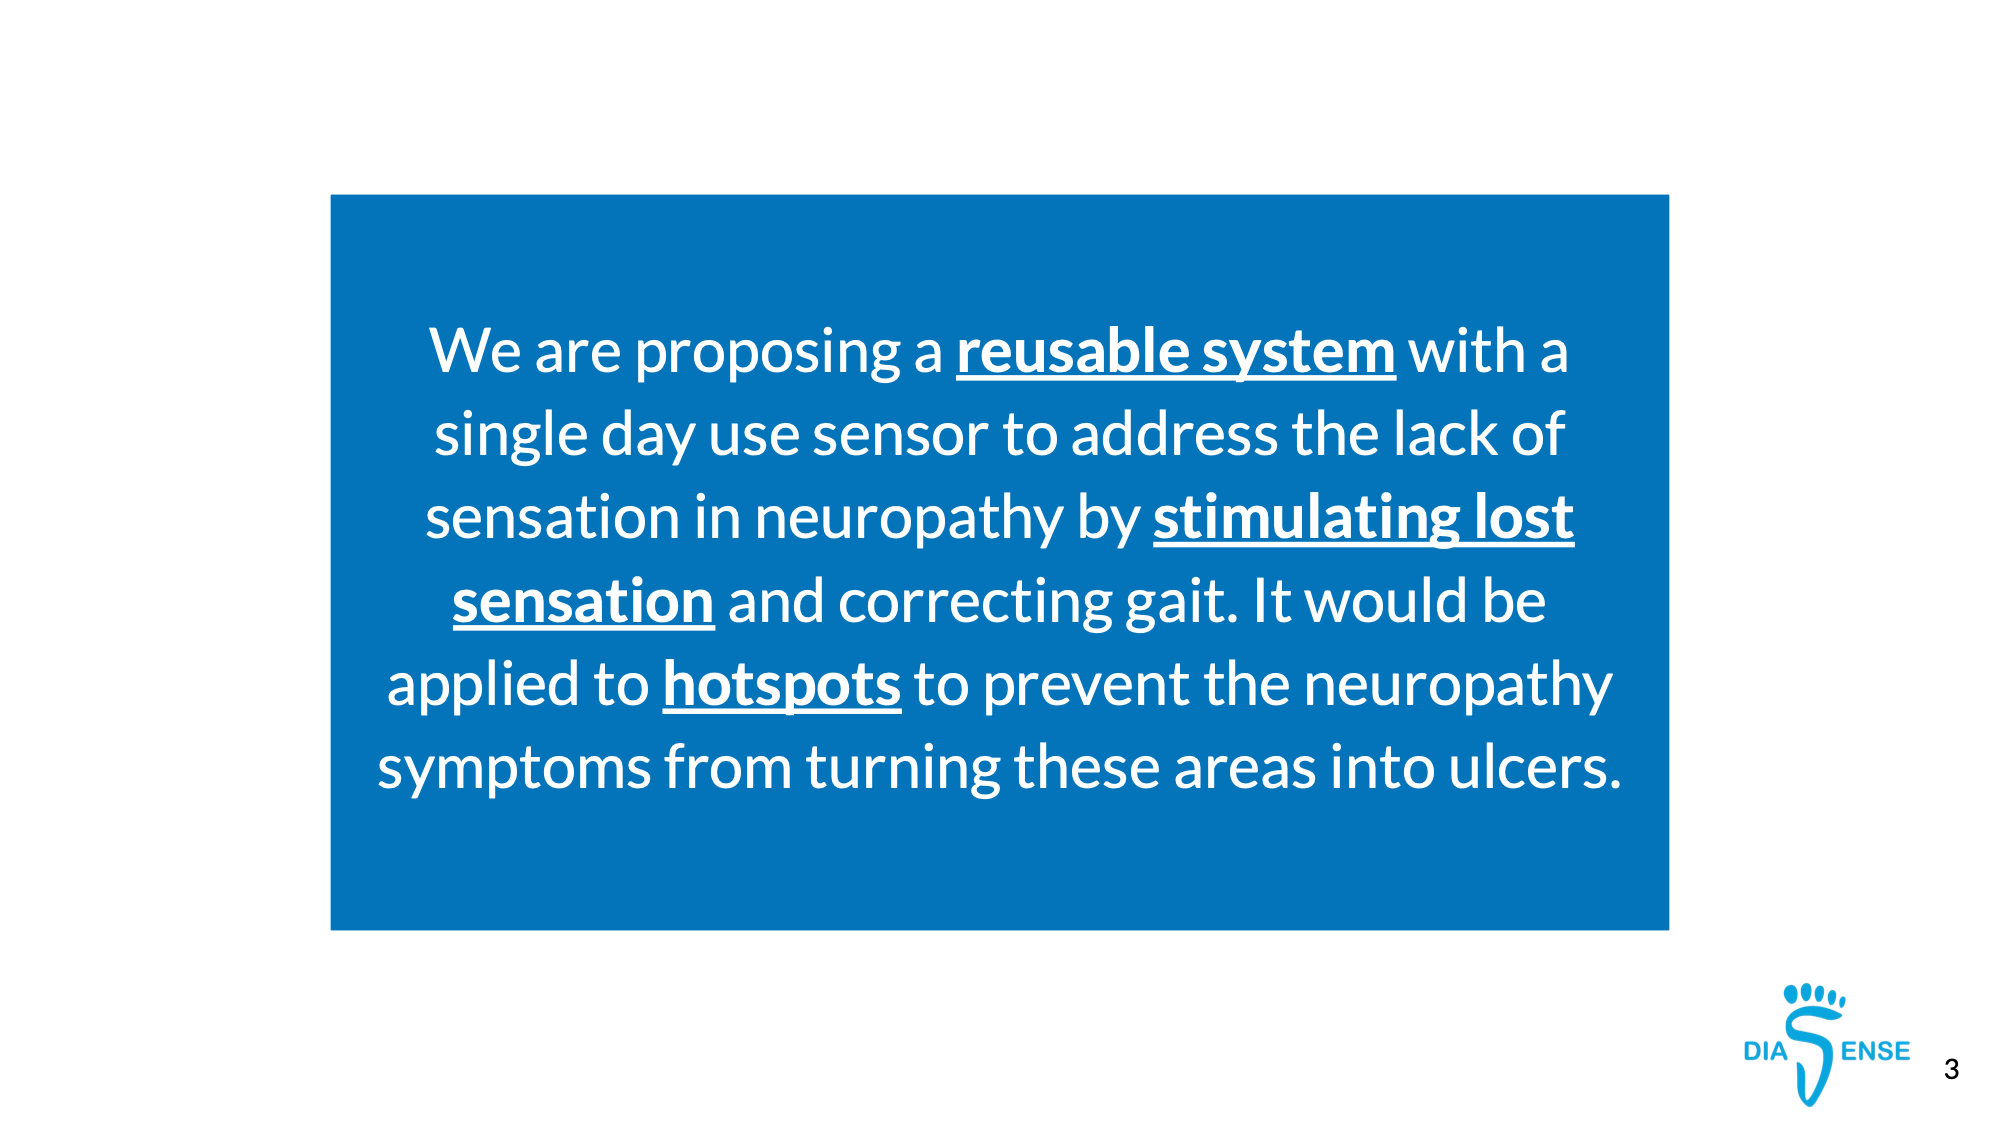 We are proposing a reusable system with a
single day use sensor to address the lack of
sensation in neuropathy by stimulating lost
sensation and correcting gait. It would be
applied to hotspots to prevent the neuropathy
symptoms from turning these areas into ulcers.
DIASENSE
3